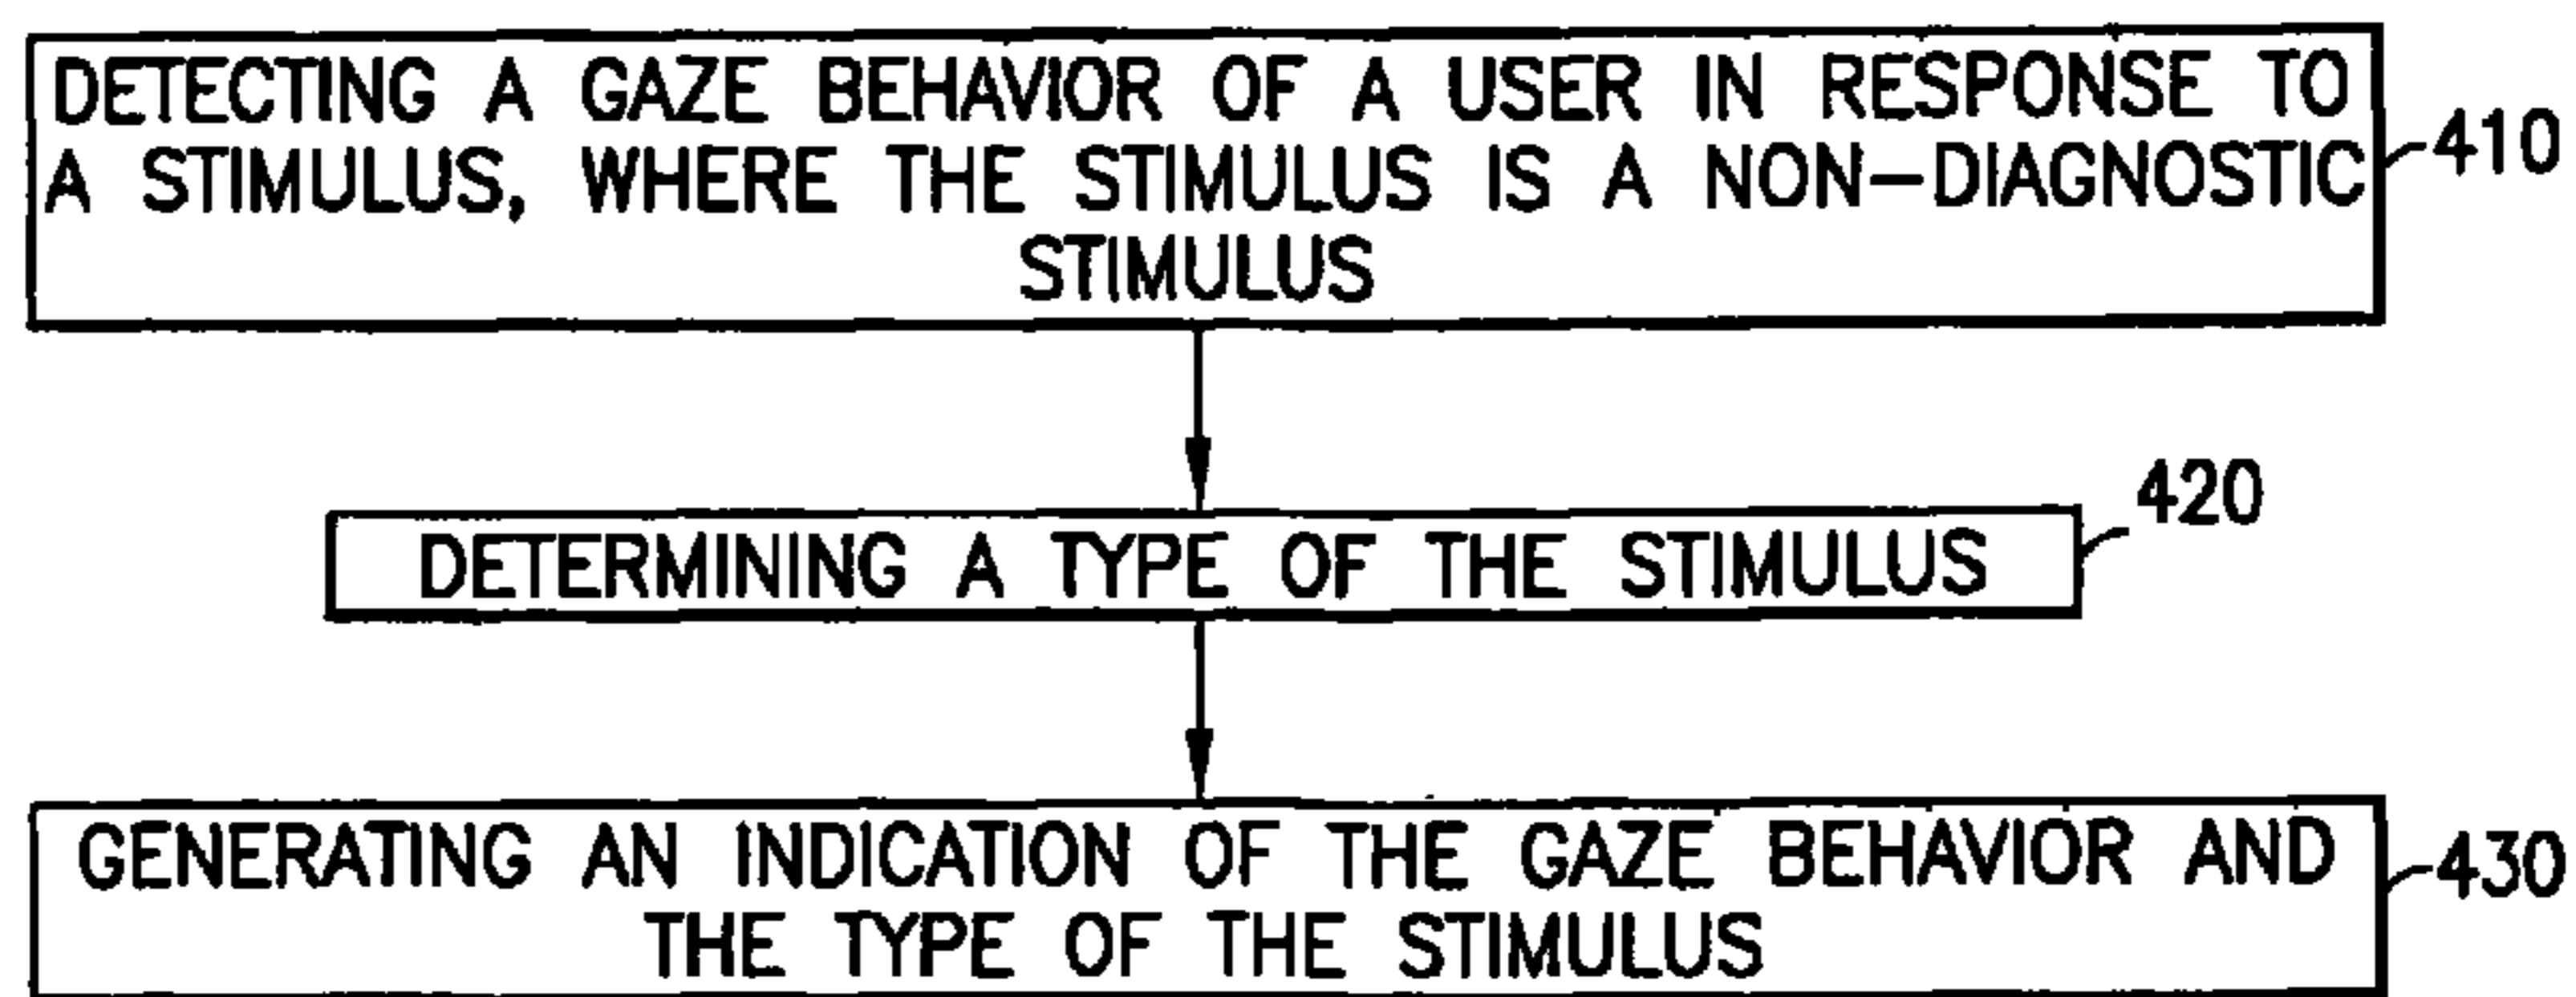 DETECTING A GAZE BEHAVIOR OF A USER IN RESPONSE TO
A STIMULUS, WHERE THE STIMULUS IS A NON-DIAGNOSTIC
STIMULUS
410
DETERMINING A TYPE OF THE STIMULUS
420
GENERATING AN INDICATION OF THE GAZE BEHAVIOR AND
THE TYPE OF THE STIMULUS
430